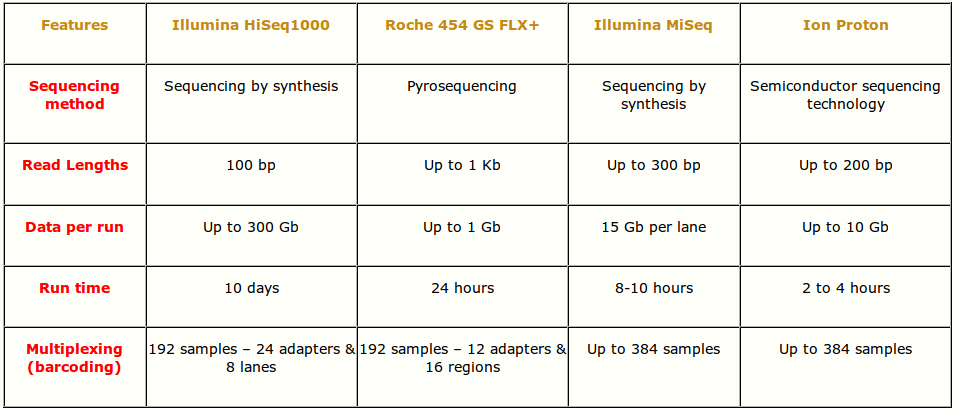 Features Illumina HiSeq1000 Roche 454 GS FLX+ Illumina MiSeq Ion Proton
Sequencing method Sequencing by synthesis Pyrosequencing Sequencing by synthesis Semiconductor sequencing technology
Read Lengths 100 bp Up to 1 Kb Up to 300 bp Up to 200 bp
Data per run Up to 300 Gb Up to 1 Gb 15 Gb per lane Up to 10 Gb
Run time 10 days 24 hours 8-10 hours 2 to 4 hours
Multiplexing (barcoding) 192 samples – 24 adapters & 8 lanes 192 samples – 12 adapters & 16 regions Up to 384 samples Up to 384 samples